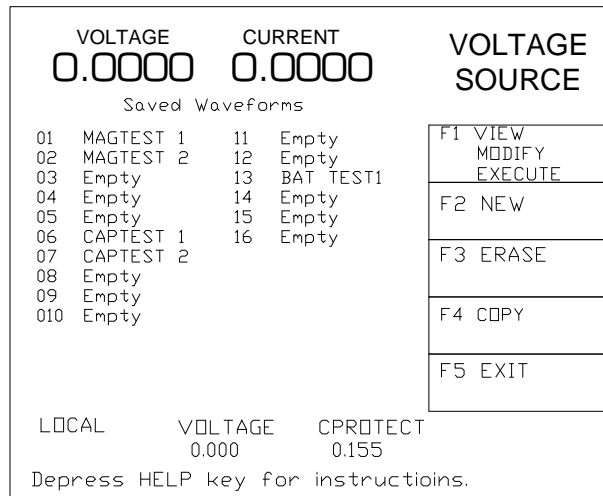 VOLTAGE CURRENT
0.0000 0.0000
VOLTAGE
SOURCE
Saved Waveforms
01 MAGTEST 1
02 MAGTEST 2
03 Empty
04 Empty
05 Empty
06 CAPTEST 1
07 CAPTEST 2
08 Empty
09 Empty
010 Empty
11 Empty
12 Empty
13 BAT TEST1
14 Empty
15 Empty
16 Empty
F1 VIEW
MODIFY
EXECUTE
F2 NEW
F3 ERASE
F4 COPY
F5 EXIT
LOCAL VOLTAGE CPROTECT
0.000 0.155
Depress HELP key for instructioins.